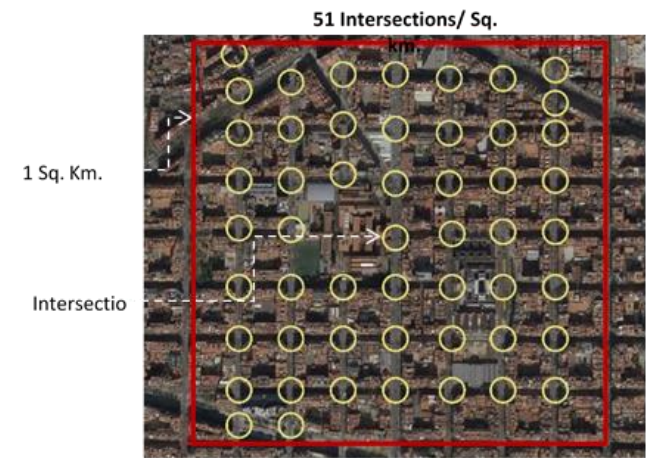 51 Intersections/ Sq.
km.
1 Sq. Km.
Intersectio